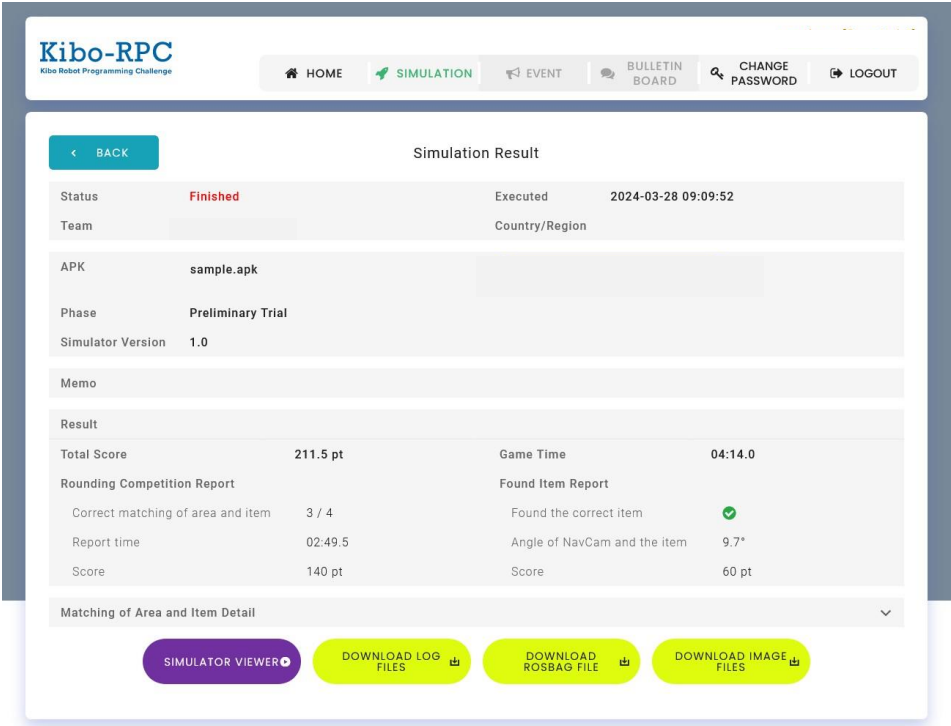 Kibo-RPC
Kibo Robot Programming Challenge
HOME
SIMULATION
EVENT
BULLETIN BOARD
CHANGE PASSWORD
LOGOUT
BACK
Simulation Result
Status Finished Executed 2024-03-28 09:09:52
Team Country/Region
APK sample.apk
Phase Preliminary Trial
Simulator Version 1.0
Memo
Result
Total Score 211.5 pt Game Time 04:14.0
Rounding Competition Report Found Item Report
Correct matching of area and item 3 / 4 Found the correct item
Report time 02:49.5 Angle of NavCam and the item 9.7°
Score 140 pt Score 60 pt
Matching of Area and Item Detail
SIMULATOR VIEWER
DOWNLOAD LOG FILES
DOWNLOAD ROSBAG FILE
DOWNLOAD IMAGE FILES